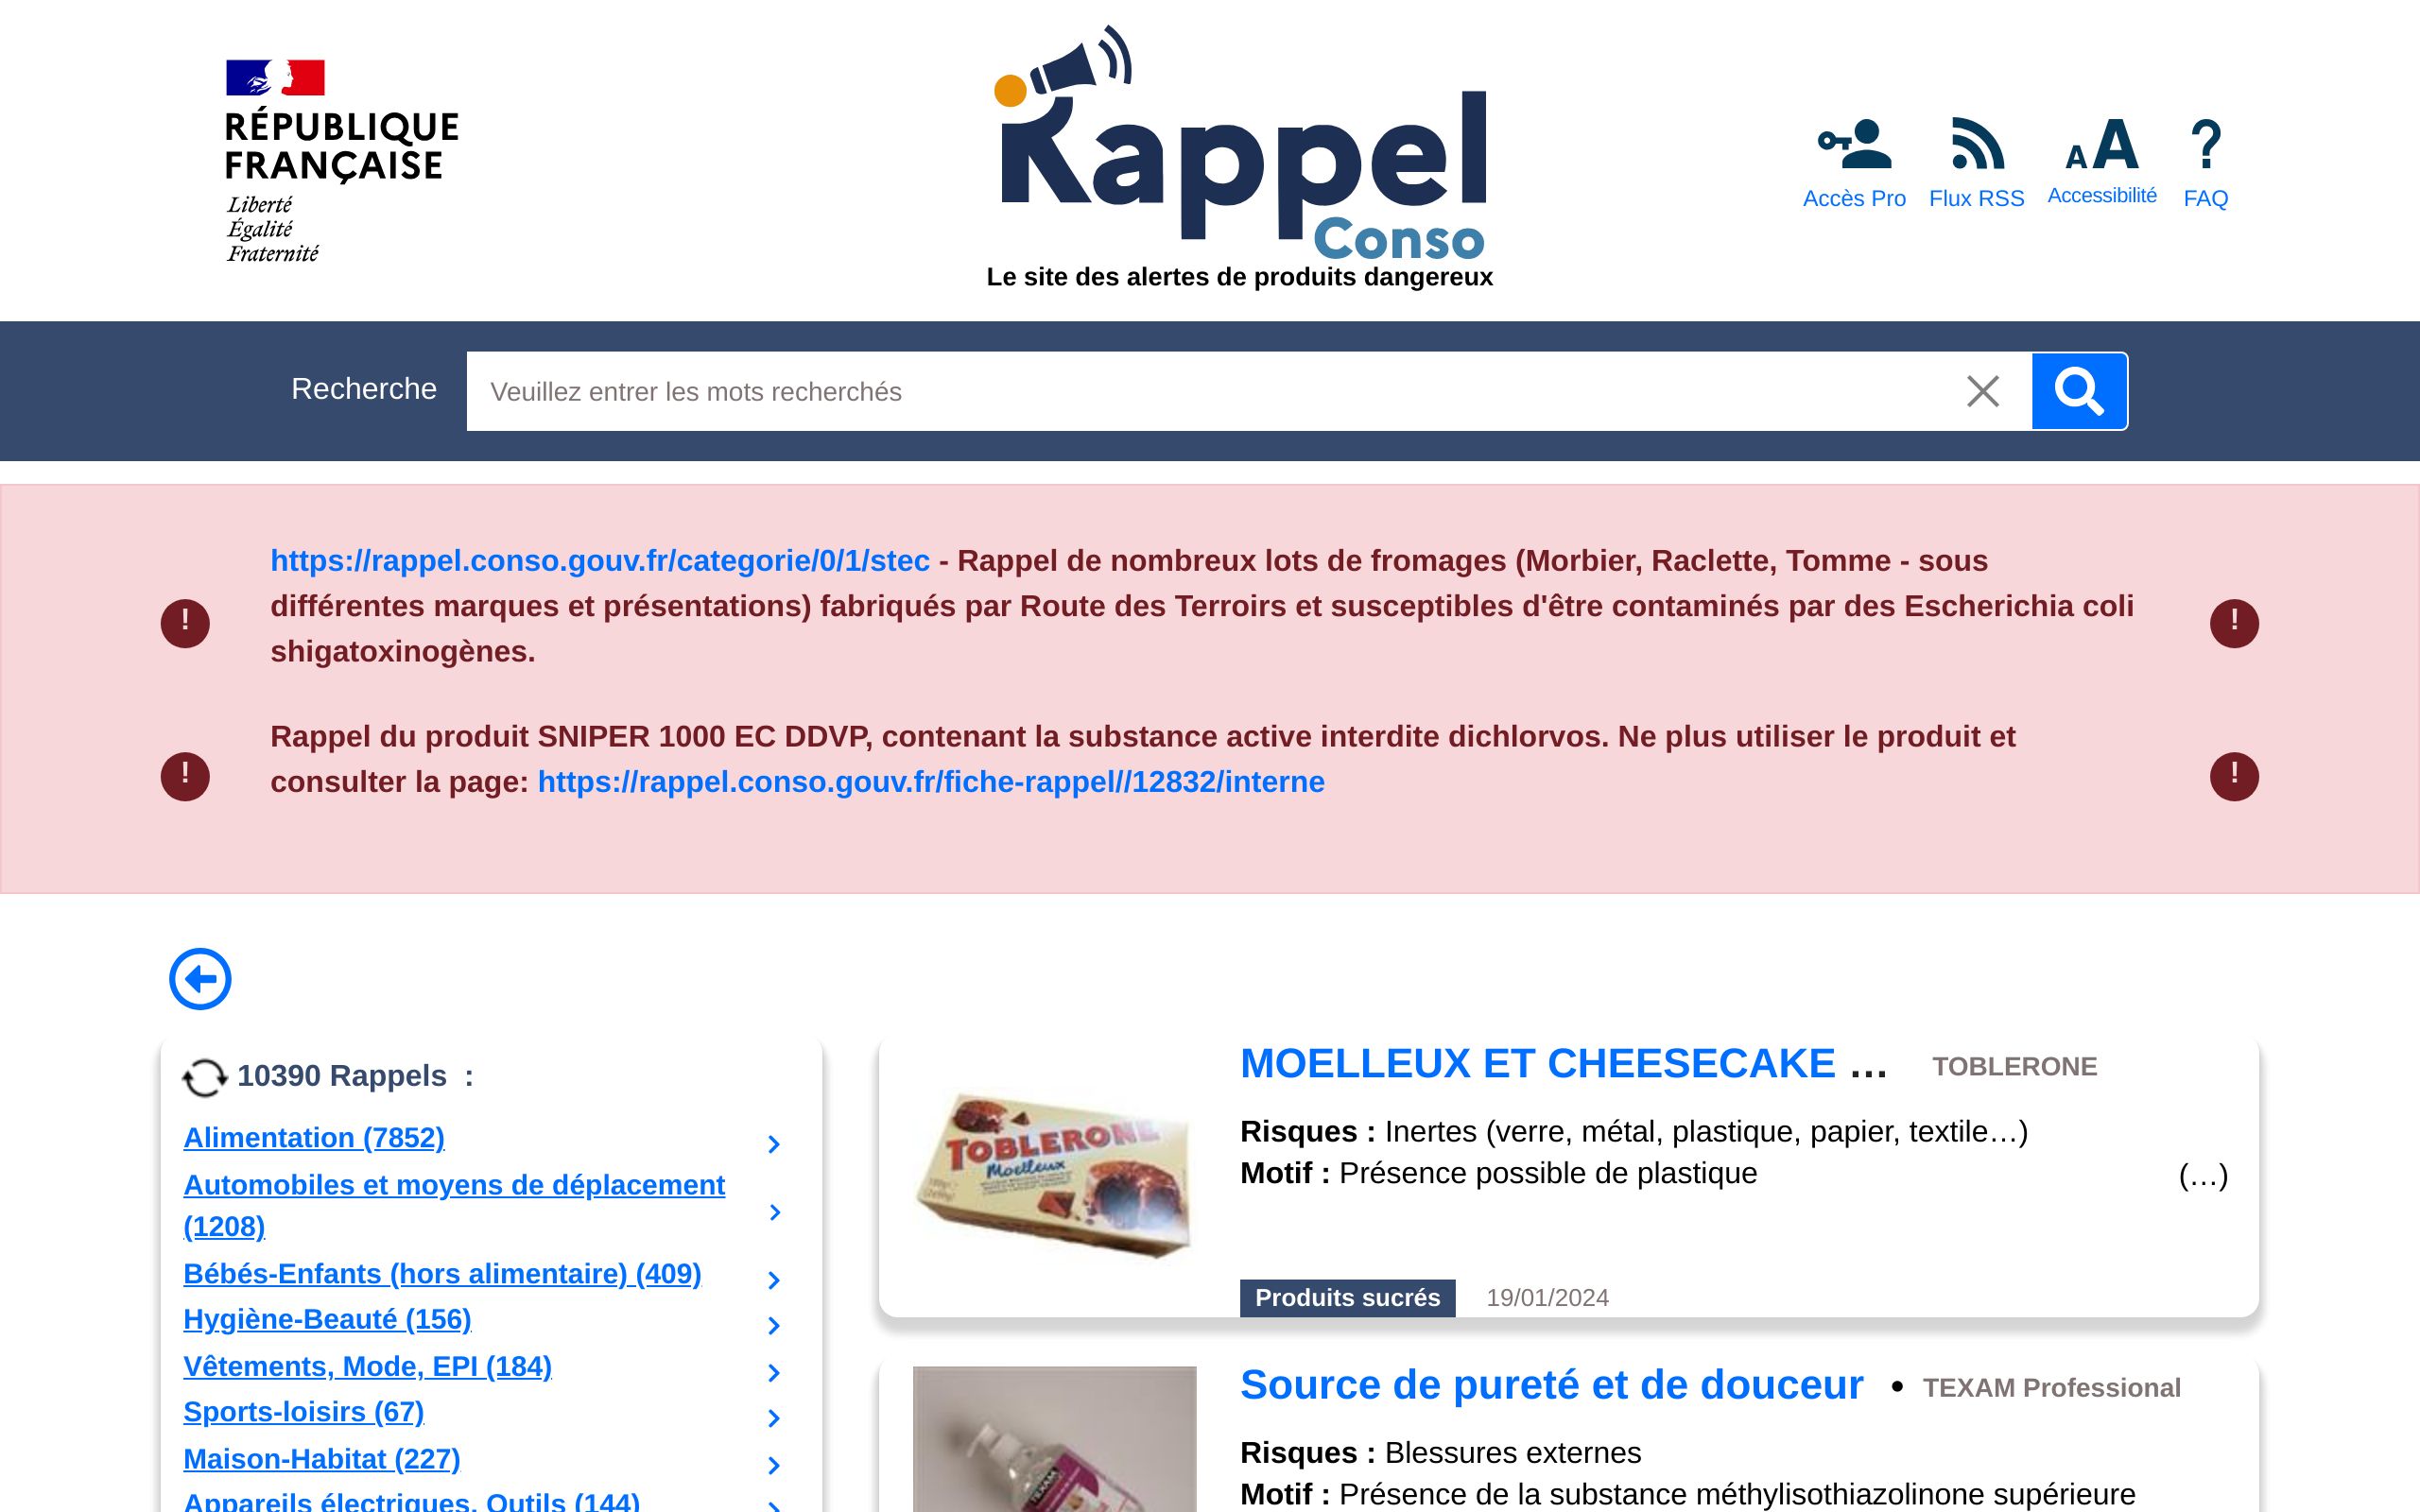 RÉPUBLIQUE
FRANÇAISE
Liberté
Égalité
Fraternité
Rappel
Conso
Le site des alertes de produits dangereux
Accès Pro
Flux RSS
AA
Accessibilité
?
FAQ
Recherche
Veuillez entrer les mots recherchés
https://rappel.conso.gouv.fr/categorie/0/1/stec - Rappel de nombreux lots de fromages (Morbier, Raclette, Tomme - sous
différentes marques et présentations) fabriqués par Route des Terroirs et susceptibles d'être contaminés par des Escherichia coli
shigatoxinogènes.
!
!
Rappel du produit SNIPER 1000 EC DDVP, contenant la substance active interdite dichlorvos. Ne plus utiliser le produit et
consulter la page: https://rappel.conso.gouv.fr/fiche-rappel//12832/interne
!
!
10390 Rappels :
Alimentation (7852)
Automobiles et moyens de déplacement
(1208)
Bébés-Enfants (hors alimentaire) (409)
Hygiène-Beauté (156)
Vêtements, Mode, EPI (184)
Sports-loisirs (67)
Maison-Habitat (227)
Appareils électriques, Outils (144)
TOBLERONE
Moelleux
MOELLEUX ET CHEESECAKE ...
TOBLERONE
Risques : Inertes (verre, métal, plastique, papier, textile…)
Motif : Présence possible de plastique
(…)
Produits sucrés
19/01/2024
TEXAM
Source de pureté et de douceur • TEXAM Professional
Risques : Blessures externes
Motif : Présence de la substance méthylisothiazolinone supérieure